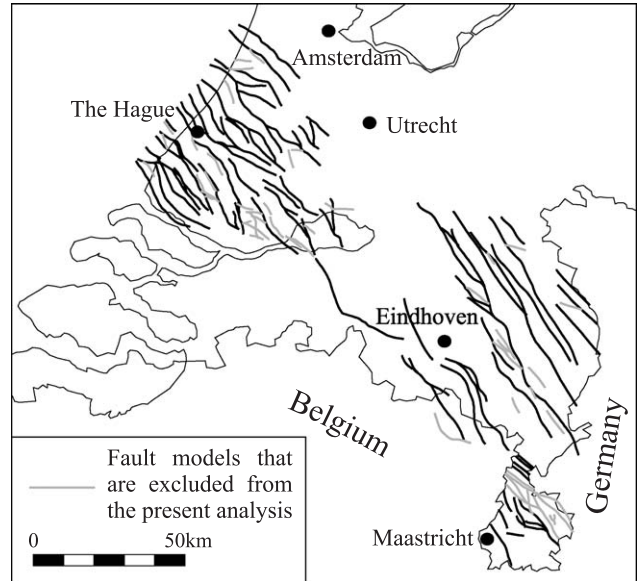 Amsterdam
The Hague
Utrecht
Eindhoven
Belgium
Germany
Fault models that
are excluded from
the present analysis
0 50km
Maastricht